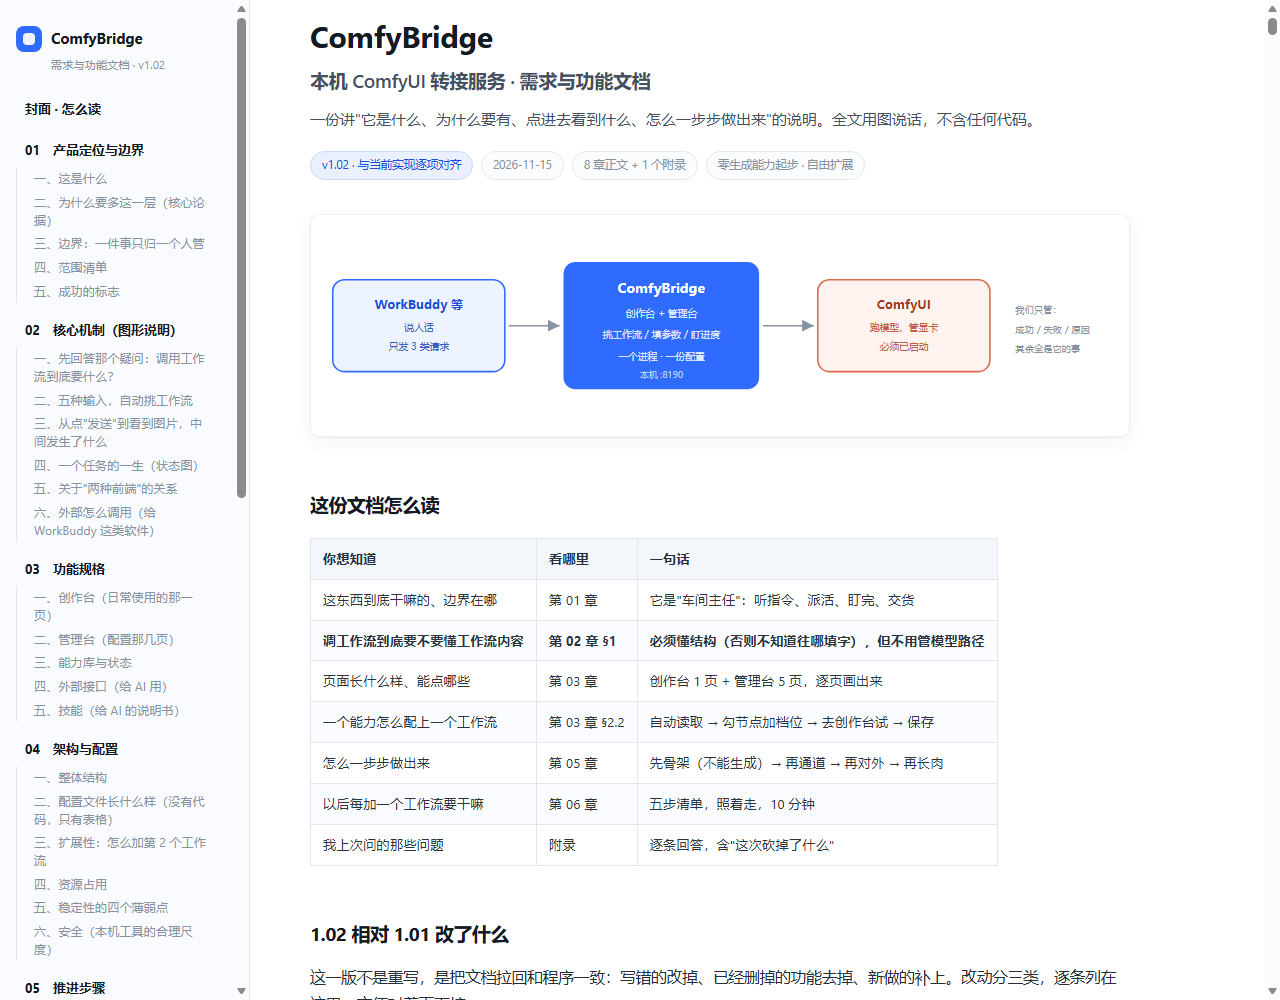 ComfyBridge
需求与功能文档 · v1.02
封面 · 怎么读
01 产品定位与边界
一、这是什么
二、为什么要多这一层（核心论
据）
三、边界：一件事只归一个人管
四、范围清单
五、成功的标志
02 核心机制（图形说明）
一、先回答那个疑问：调用工作
流到底要什么？
二、五种输入，自动挑工作流
三、从点"发送"到看到图片，中
间发生了什么
四、一个任务的一生（状态图）
五、关于"两种前端"的关系
六、外部怎么调用（给
WorkBuddy 这类软件）
03 功能规格
一、创作台（日常使用的那一
页）
二、管理台（配置那几页）
三、能力库与状态
四、外部接口（给 AI 用）
五、技能（给 AI 的说明书）
04 架构与配置
一、整体结构
二、配置文件长什么样（没有代
码，只有表格）
三、扩展性：怎么加第 2 个工作
流
四、资源占用
五、稳定性的四个薄弱点
六、安全（本机工具的合理尺
度）
05 推进步骤
ComfyBridge
本机 ComfyUI 转接服务 · 需求与功能文档
一份讲"它是什么、为什么要有、点进去看到什么、怎么一步步做出来"的说明。全文用图说话，不含任何代码。
v1.02 · 与当前实现逐项对齐
2026-11-15
8 章正文 + 1 个附录
零生成能力起步 · 自由扩展
WorkBuddy 等
说人话
只发 3 类请求
ComfyBridge
创作台 + 管理台
挑工作流 / 填参数 / 盯进度
一个进程 · 一份配置
本机 :8190
ComfyUI
跑模型、管显卡
必须已启动
我们只管：
成功 / 失败 / 原因
其余全是它的事
这份文档怎么读
你想知道 看哪里 一句话
这东西到底干嘛的、边界在哪 第 01 章 它是"车间主任"：听指令、派活、盯完、交货
调工作流到底要不要懂工作流内容 第 02 章 §1 必须懂结构（否则不知道往哪填字），但不用管模型路径
页面长什么样、能点哪些 第 03 章 创作台 1 页 + 管理台 5 页，逐页画出来
一个能力怎么配上一个工作流 第 03 章 §2.2 自动读取 → 勾节点加档位 → 去创作台试 → 保存
怎么一步步做出来 第 05 章 先骨架（不能生成）→ 再通道 → 再对外 → 再长肉
以后每加一个工作流要干嘛 第 06 章 五步清单，照着走，10 分钟
我上次问的那些问题 附录 逐条回答，含"这次砍掉了什么"
1.02 相对 1.01 改了什么
这一版不是重写，是把文档拉回和程序一致：写错的改掉、已经删掉的功能去掉、新做的补上。改动分三类，逐条列在